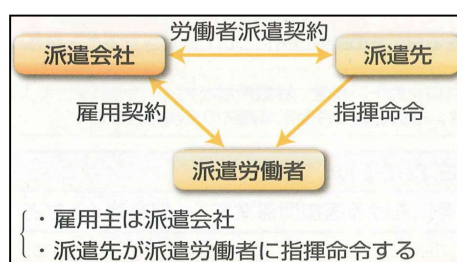 労働者派遣契約
派遣会社
派遣先
雇用契約
指揮命令
派遣労働者
・雇用主は派遣会社
・派遣先が派遣労働者に指揮命令する